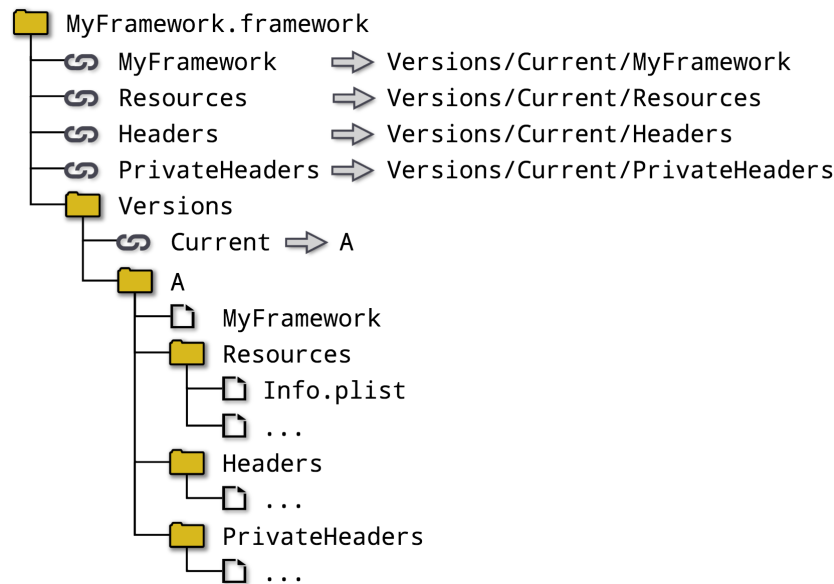 MyFramework.framework
MyFramework Versions/Current/MyFramework
Resources Versions/Current/Resources
Headers Versions/Current/Headers
PrivateHeaders Versions/Current/PrivateHeaders
Versions
Current A
A
MyFramework
Resources
Info.plist
...
Headers
...
PrivateHeaders
...